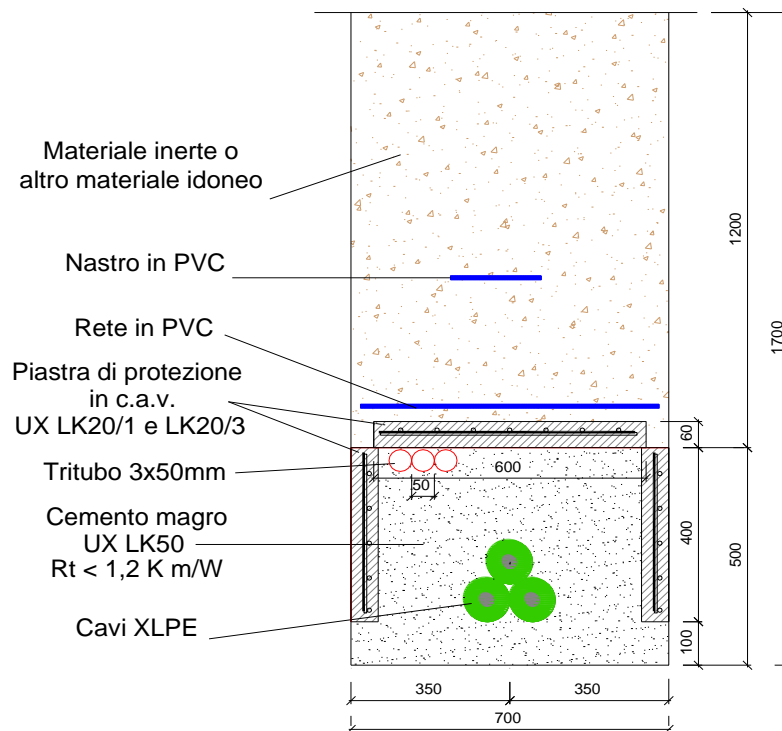 Materiale inerte o
altro materiale idoneo
Nastro in PVC
Rete in PVC
Piastra di protezione
in c.a.v.
UX LK20/1 e LK20/3
Tritubo 3x50mm
Cemento magro
UX LK50
Rt < 1,2 K m/W
Cavi XLPE
1200
1700
60
600
50
400
500
100
350
350
700